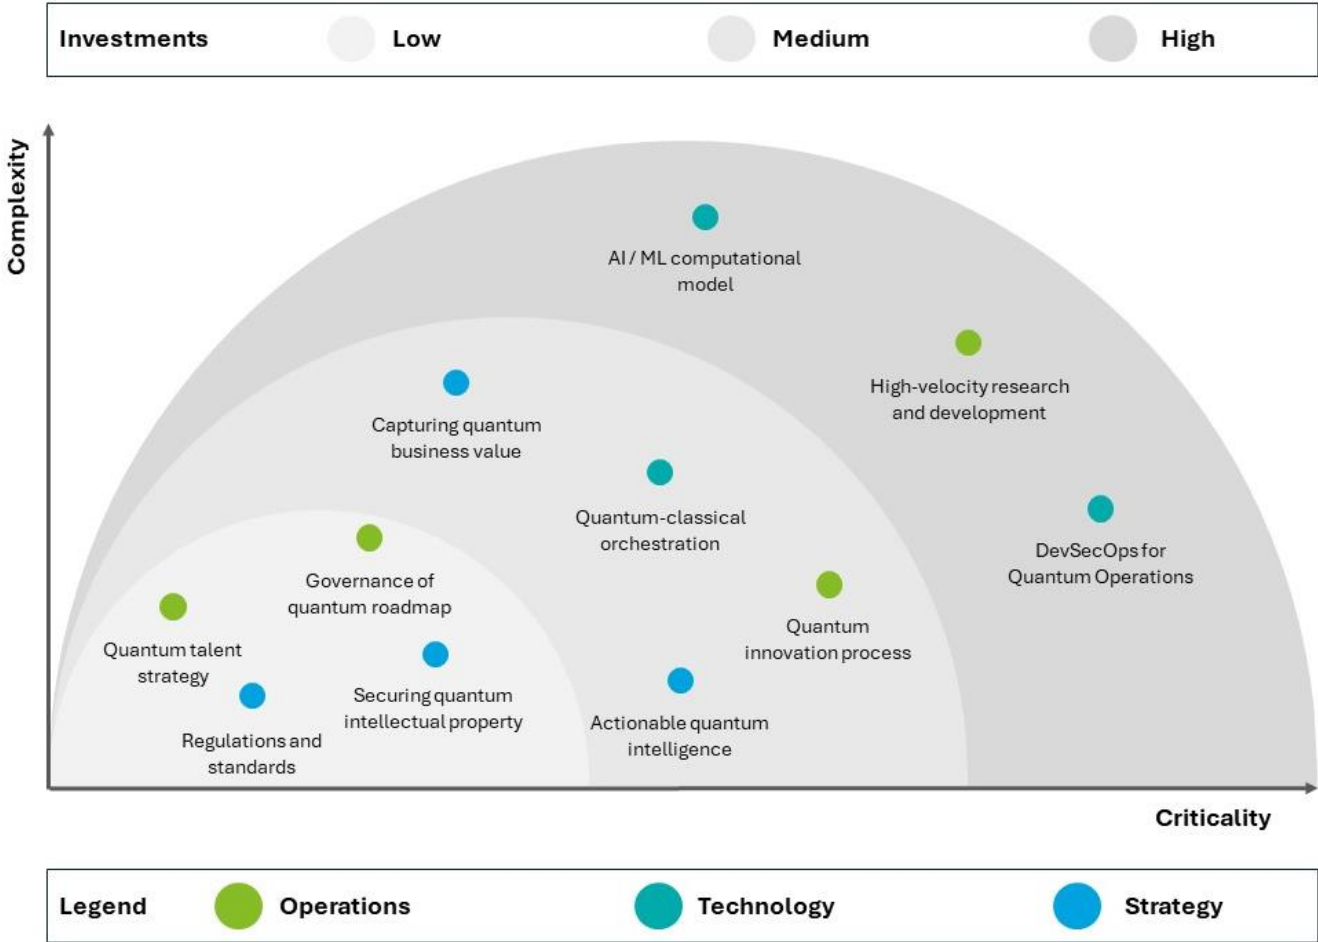 Investments
Low
Medium
High
Complexity
AI / ML computational
model
High-velocity research
and development
Capturing quantum
business value
Quantum-classical
orchestration
DevSecOps for
Quantum Operations
Governance of
quantum roadmap
Quantum
innovation process
Quantum talent
strategy
Securing quantum
intellectual property
Actionable quantum
intelligence
Regulations and
standards
Criticality
Legend
Operations
Technology
Strategy